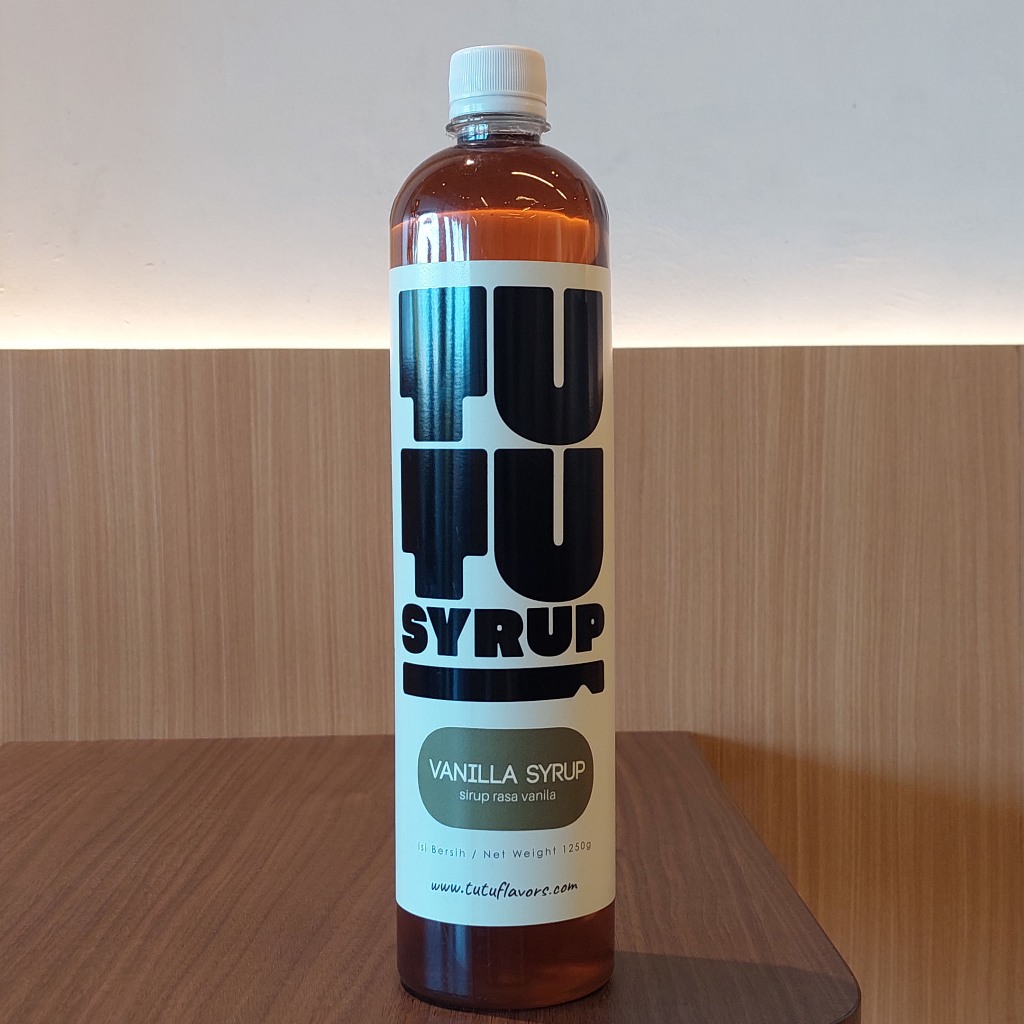 TU
TU
SYRUP
VANILLA SYRUP
sirup rasa vanila
Isi Bersih / Net Weight 1250g
www.tutuflavors.com